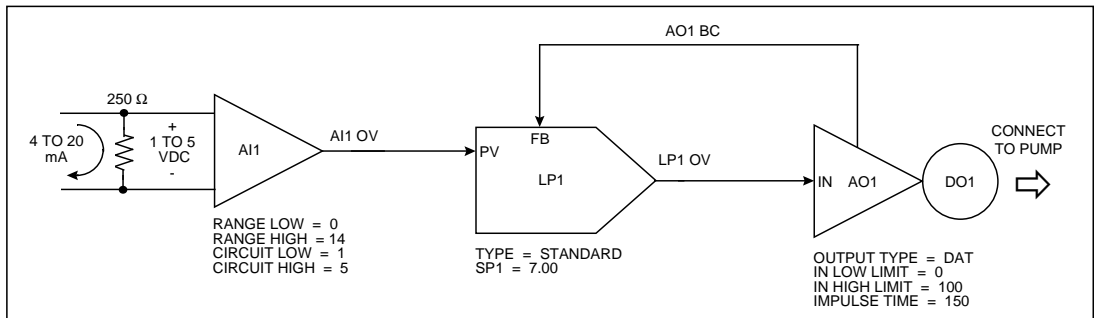 AO1 BC
250 Ω
4 TO 20
mA
+
1 TO 5
VDC
-
AI1
AI1 OV
PV
FB
LP1
LP1 OV
IN
AO1
DO1
CONNECT
TO PUMP
RANGE LOW = 0
RANGE HIGH = 14
CIRCUIT LOW = 1
CIRCUIT HIGH = 5
TYPE = STANDARD
SP1 = 7.00
OUTPUT TYPE = DAT
IN LOW LIMIT = 0
IN HIGH LIMIT = 100
IMPULSE TIME = 150